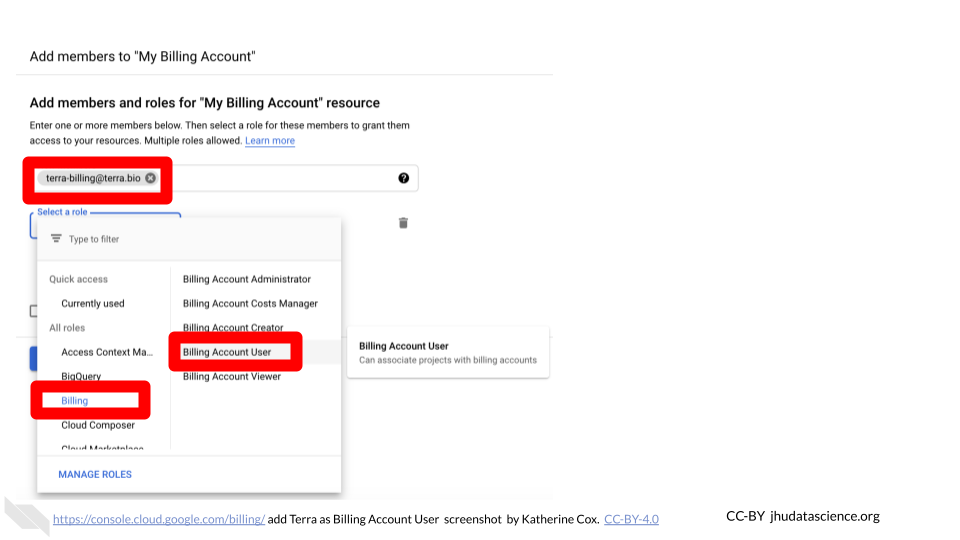 Add members to "My Billing Account"
Add members and roles for "My Billing Account" resource
Enter one or more members below. Then select a role for these members to grant them
access to your resources. Multiple roles allowed. Learn more
terra-billing@terra.bio
Select a role
Type to filter
Quick access
Currently used
All roles
Access Context Ma...
BigQuery
Billing
Cloud Composer
Cloud Marketplace
Billing Account Administrator
Billing Account Costs Manager
Billing Account Creator
Billing Account User
Billing Account Viewer
Billing Account User
Can associate projects with billing accounts
MANAGE ROLES
https://console.cloud.google.com/billing/ add Terra as Billing Account User screenshot by Katherine Cox. CC-BY-4.0
CC-BY jhudatascience.org